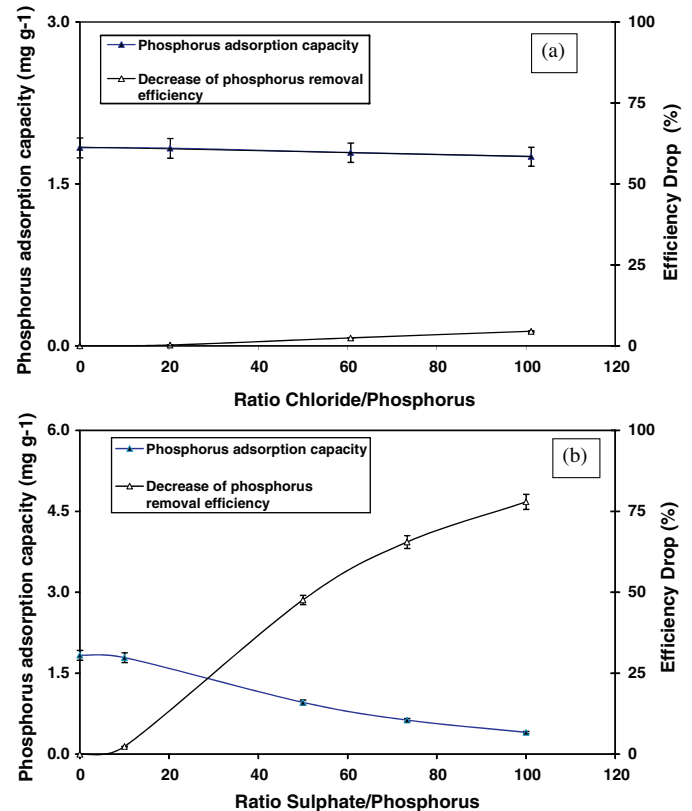 Phosphorus adsorption capacity (mg g-1)
3.0
1.5
0.0
Phosphorus adsorption capacity
Decrease of phosphorus removal
efficiency
(a)
100
75
50
25
0
Efficiency Drop (%)
0 20 40 60 80 100 120
Ratio Chloride/Phosphorus
Phosphorus adsorption capacity (mg g-1)
6.0
4.5
3.0
1.5
0.0
Phosphorus adsorption capacity
Decrease of phosphorus
removal efficiency
(b)
100
75
50
25
0
Efficiency Drop (%)
0 20 40 60 80 100 120
Ratio Sulphate/Phosphorus